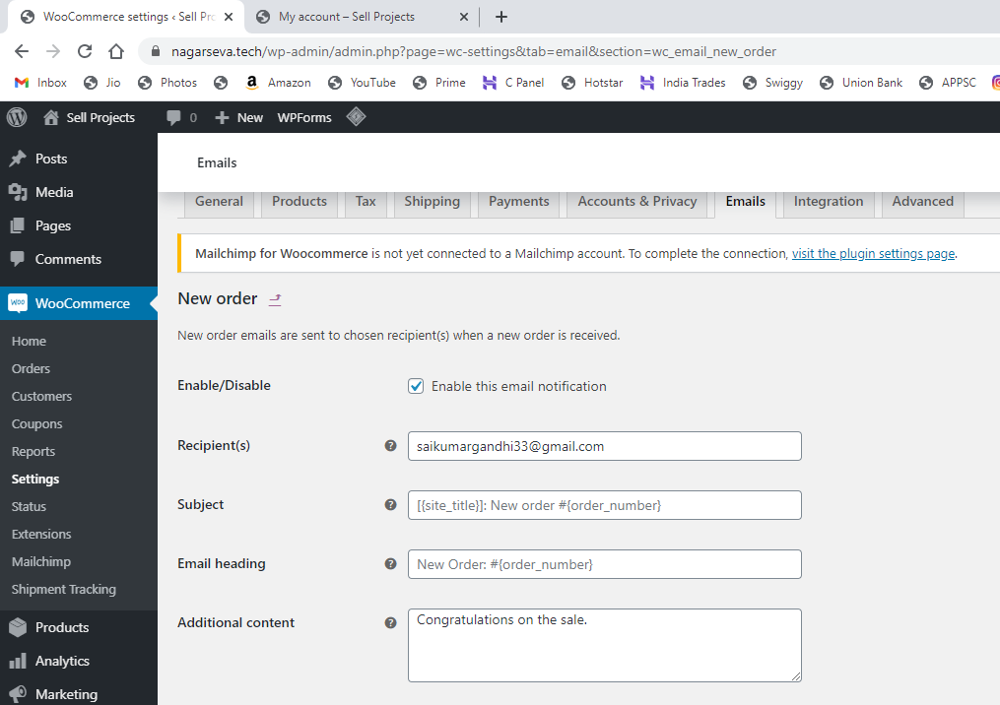 WooCommerce settings ‹ Sell Pro
My account – Sell Projects
nagarseva.tech/wp-admin/admin.php?page=wc-settings&tab=email&section=wc_email_new_order
Inbox Jio Photos Amazon YouTube Prime C Panel Hotstar India Trades Swiggy Union Bank APPSC
Sell Projects 0 New WPForms
Posts
Media
Pages
Comments
WooCommerce
Home
Orders
Customers
Coupons
Reports
Settings
Status
Extensions
Mailchimp
Shipment Tracking
Products
Analytics
Marketing
Emails
General Products Tax Shipping Payments Accounts & Privacy Emails Integration Advanced
Mailchimp for Woocommerce is not yet connected to a Mailchimp account. To complete the connection, visit the plugin settings page.
New order
New order emails are sent to chosen recipient(s) when a new order is received.
Enable/Disable Enable this email notification
Recipient(s) saikumargandhi33@gmail.com
Subject [{site_title}]: New order #{order_number}
Email heading New Order: #{order_number}
Additional content Congratulations on the sale.